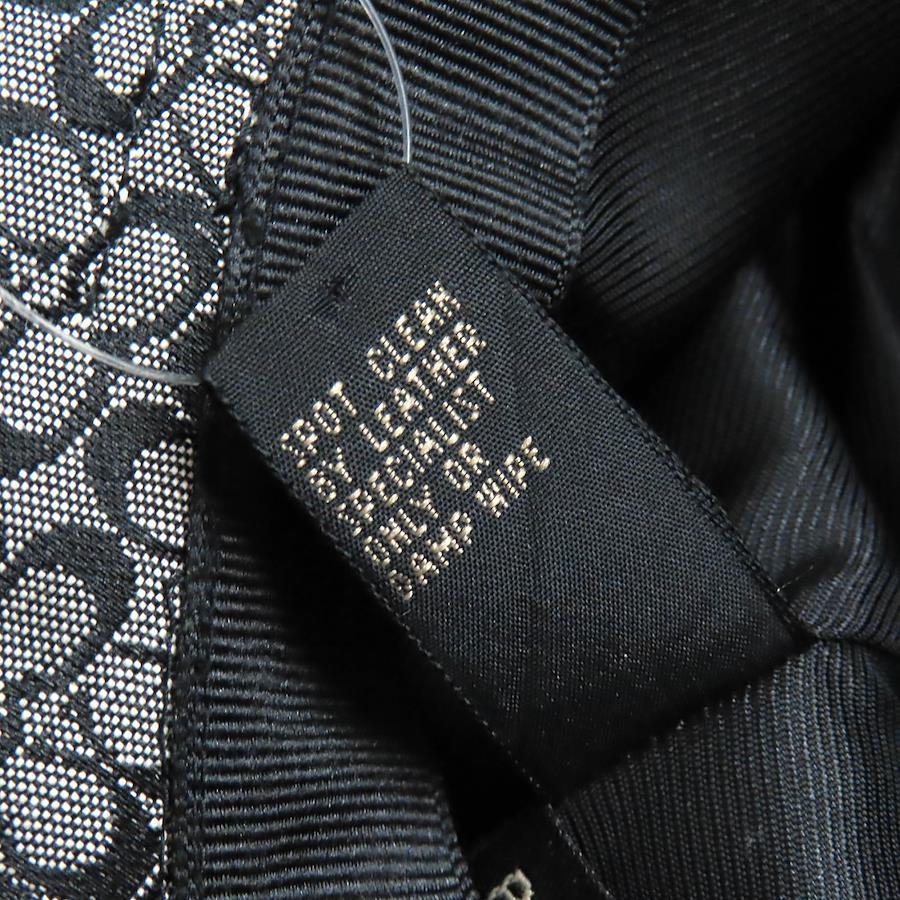 SPOT CLEAN
BY LEATHER
SPECIALIST
ONLY OR
DAMP WIPE